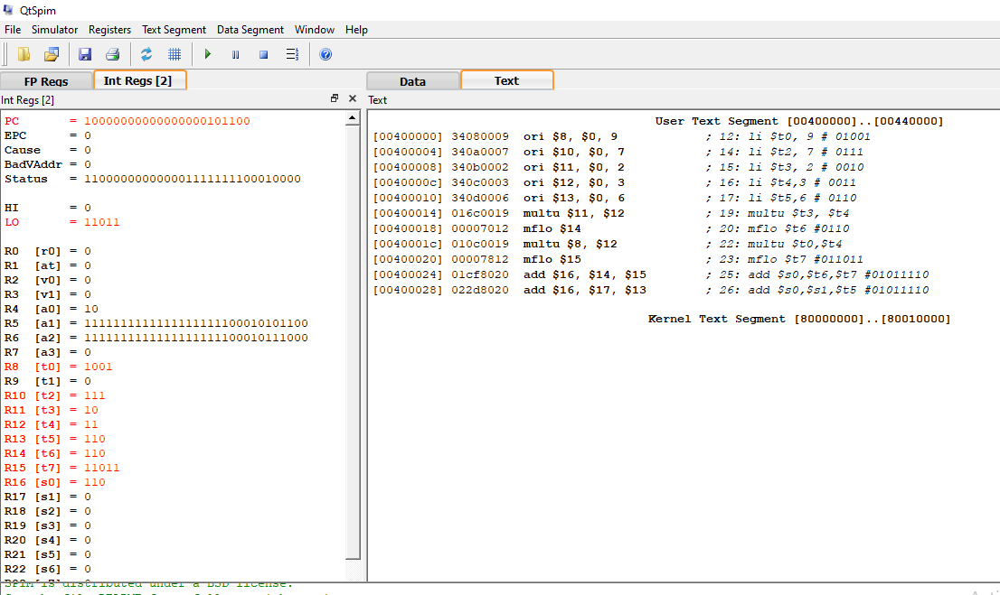 QtSpim
File Simulator Registers Text Segment Data Segment Window Help
FP Regs Int Regs [2] Data Text
Int Regs [2] Text
PC = 10000000000000000101100
EPC = 0
Cause = 0
BadVAddr = 0
Status = 110000000000001111111100010000
HI = 0
LO = 11011
R0 [r0] = 0
R1 [at] = 0
R2 [v0] = 0
R3 [v1] = 0
R4 [a0] = 10
R5 [a1] = 1111111111111111111100010101100
R6 [a2] = 1111111111111111111100010111000
R7 [a3] = 0
R8 [t0] = 1001
R9 [t1] = 0
R10 [t2] = 111
R11 [t3] = 10
R12 [t4] = 11
R13 [t5] = 110
R14 [t6] = 110
R15 [t7] = 11011
R16 [s0] = 110
R17 [s1] = 0
R18 [s2] = 0
R19 [s3] = 0
R20 [s4] = 0
R21 [s5] = 0
R22 [s6] = 0
User Text Segment [00400000]..[00440000]
[00400000] 34080009 ori $8, $0, 9 ; 12: li $t0, 9 # 01001
[00400004] 340a0007 ori $10, $0, 7 ; 14: li $t2, 7 # 0111
[00400008] 340b0002 ori $11, $0, 2 ; 15: li $t3, 2 # 0010
[0040000c] 340c0003 ori $12, $0, 3 ; 16: li $t4,3 # 0011
[00400010] 340d0006 ori $13, $0, 6 ; 17: li $t5,6 # 0110
[00400014] 016c0019 multu $11, $12 ; 19: multu $t3, $t4
[00400018] 00007012 mflo $14 ; 20: mflo $t6 #0110
[0040001c] 010c0019 multu $8, $12 ; 22: multu $t0,$t4
[00400020] 00007812 mflo $15 ; 23: mflo $t7 #011011
[00400024] 01cf8020 add $16, $14, $15 ; 25: add $s0,$t6,$t7 #01011110
[00400028] 022d8020 add $16, $17, $13 ; 26: add $s0,$s1,$t5 #01011110
Kernel Text Segment [80000000]..[80010000]
SPIM is distributed under a BSD license.